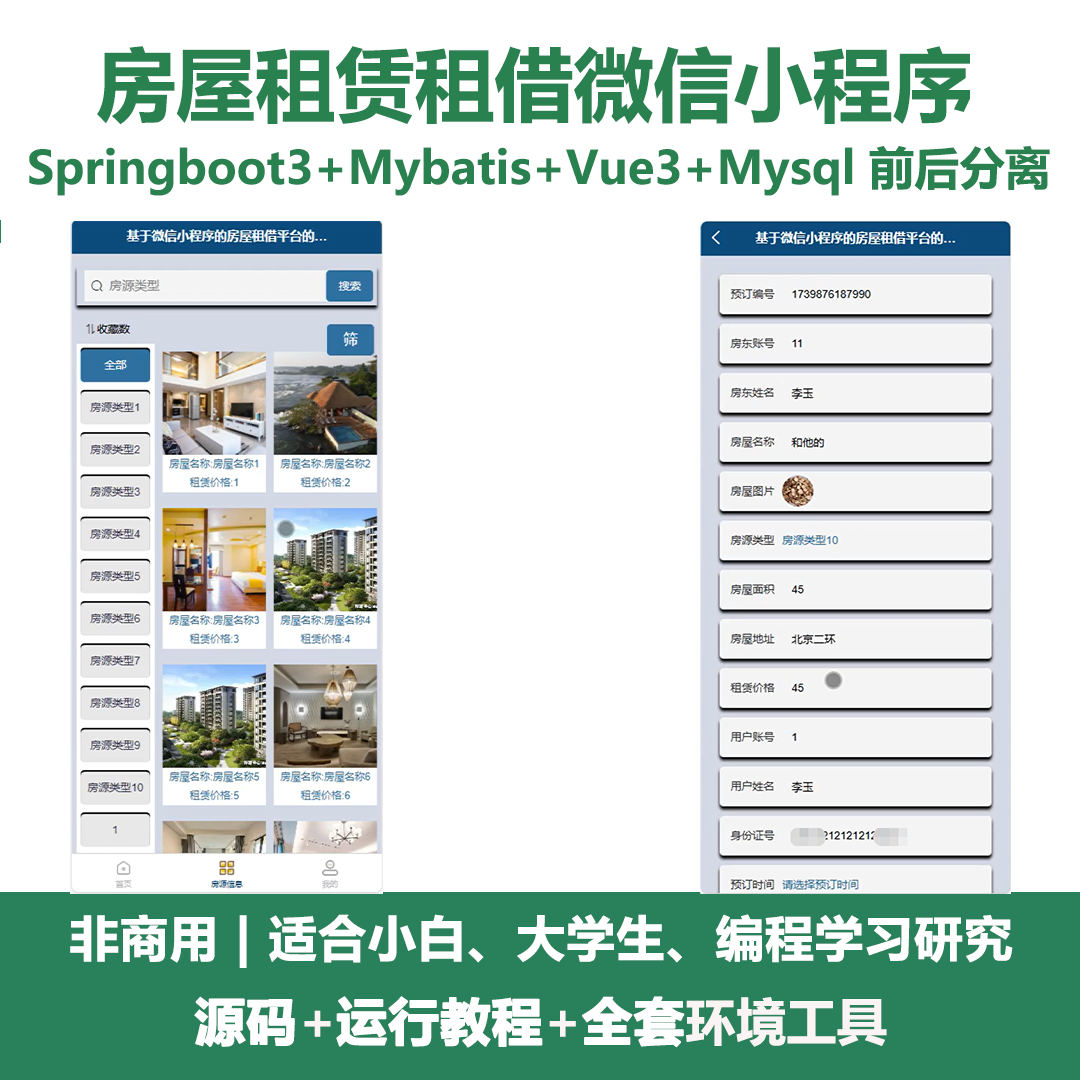 房屋租赁租借微信小程序
Springboot3+Mybatis+Vue3+Mysql 前后分离
基于微信小程序的房屋租借平台的...
房源类型
搜索
收藏数
筛
全部
房源类型1
房源类型2
房源类型3
房源类型4
房源类型5
房源类型6
房源类型7
房源类型8
房源类型9
房源类型10
1
房屋名称:房屋名称1
租赁价格:1
房屋名称:房屋名称2
租赁价格:2
房屋名称:房屋名称3
租赁价格:3
房屋名称:房屋名称4
租赁价格:4
房屋名称:房屋名称5
租赁价格:5
房屋名称:房屋名称6
租赁价格:6
首页
房源信息
我的
基于微信小程序的房屋租借平台的...
预订编号 1739876187990
房东账号 11
房东姓名 李玉
房屋名称 和他的
房屋图片
房源类型 房源类型10
房屋面积 45
房屋地址 北京二环
租赁价格 45
用户账号 1
用户姓名 李玉
身份证号 212121212
预订时间 请选择预订时间
非商用 | 适合小白、大学生、编程学习研究
源码+运行教程+全套环境工具